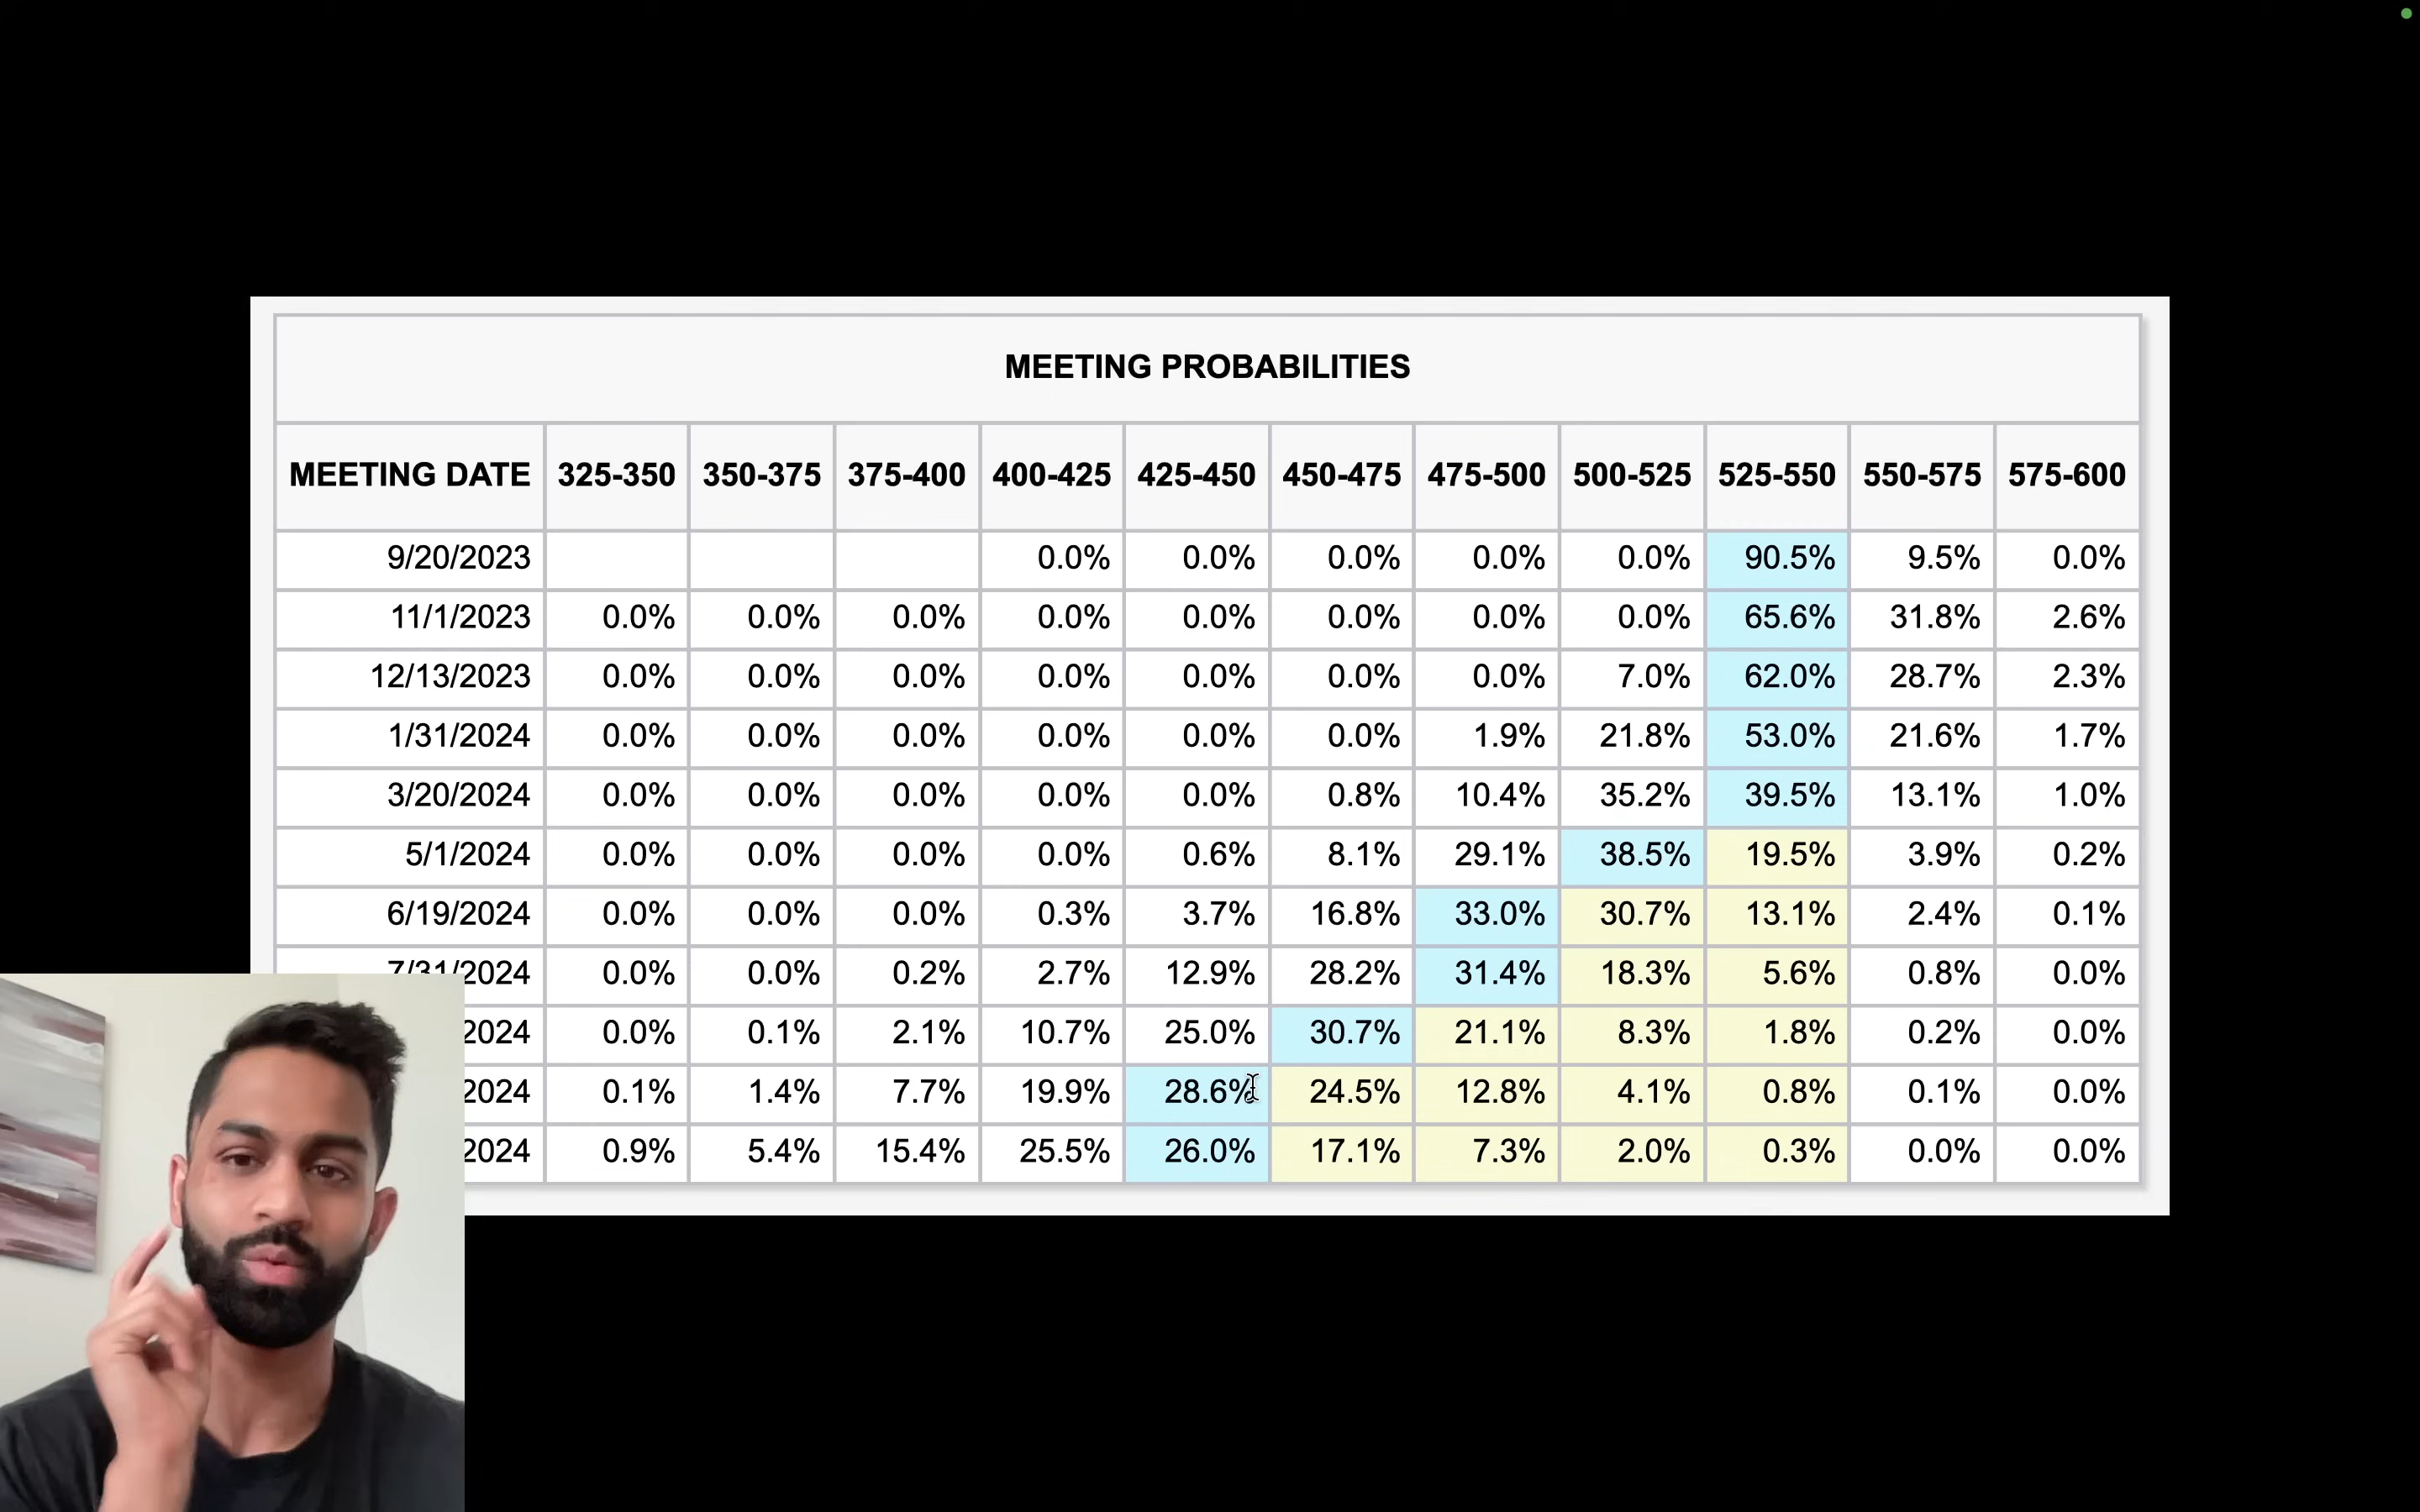 MEETING PROBABILITIES
MEETING DATE 325-350 350-375 375-400 400-425 425-450 450-475 475-500 500-525 525-550 550-575 575-600
9/20/2023 0.0% 0.0% 0.0% 0.0% 0.0% 90.5% 9.5% 0.0%
11/1/2023 0.0% 0.0% 0.0% 0.0% 0.0% 0.0% 0.0% 0.0% 65.6% 31.8% 2.6%
12/13/2023 0.0% 0.0% 0.0% 0.0% 0.0% 0.0% 0.0% 7.0% 62.0% 28.7% 2.3%
1/31/2024 0.0% 0.0% 0.0% 0.0% 0.0% 0.0% 1.9% 21.8% 53.0% 21.6% 1.7%
3/20/2024 0.0% 0.0% 0.0% 0.0% 0.0% 0.8% 10.4% 35.2% 39.5% 13.1% 1.0%
5/1/2024 0.0% 0.0% 0.0% 0.0% 0.6% 8.1% 29.1% 38.5% 19.5% 3.9% 0.2%
6/19/2024 0.0% 0.0% 0.0% 0.3% 3.7% 16.8% 33.0% 30.7% 13.1% 2.4% 0.1%
7/31/2024 0.0% 0.0% 0.2% 2.7% 12.9% 28.2% 31.4% 18.3% 5.6% 0.8% 0.0%
2024 0.0% 0.1% 2.1% 10.7% 25.0% 30.7% 21.1% 8.3% 1.8% 0.2% 0.0%
2024 0.1% 1.4% 7.7% 19.9% 28.6% 24.5% 12.8% 4.1% 0.8% 0.1% 0.0%
2024 0.9% 5.4% 15.4% 25.5% 26.0% 17.1% 7.3% 2.0% 0.3% 0.0% 0.0%